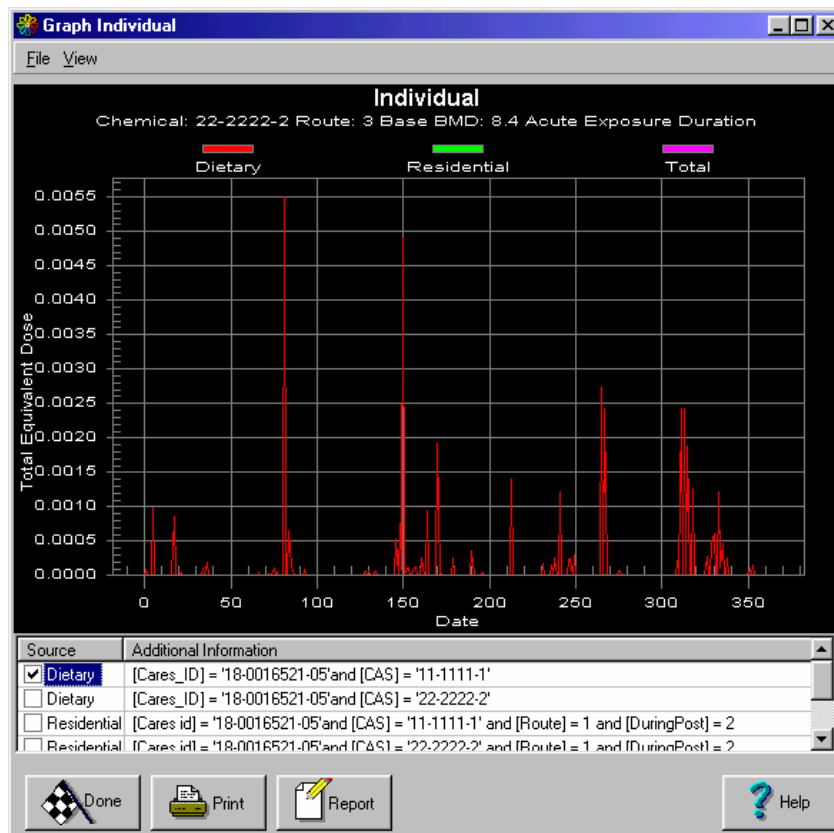 Graph Individual
File View
Individual
Chemical: 22-2222-2 Route: 3 Base BMD: 8.4 Acute Exposure Duration
Dietary Residential Total
0.0055
0.0050
0.0045
0.0040
0.0035
0.0030
0.0025
0.0020
0.0015
0.0010
0.0005
0.0000
Total Equivalent Dose
0 50 100 150 200 250 300 350
Date
Source Additional Information
Dietary [Cares_ID] = '18-0016521-05'and [CAS] = '11-1111-1'
Dietary [Cares_ID] = '18-0016521-05'and [CAS] = '22-2222-2'
Residential [Cares id] = '18-0016521-05'and [CAS] = '11-1111-1' and [Route] = 1 and [DuringPost] = 2
Residential [Cares id] = '18-0016521-05'and [CAS] = '22-2222-2' and [Route] = 1 and [DuringPost] = 2
Done Print Report Help